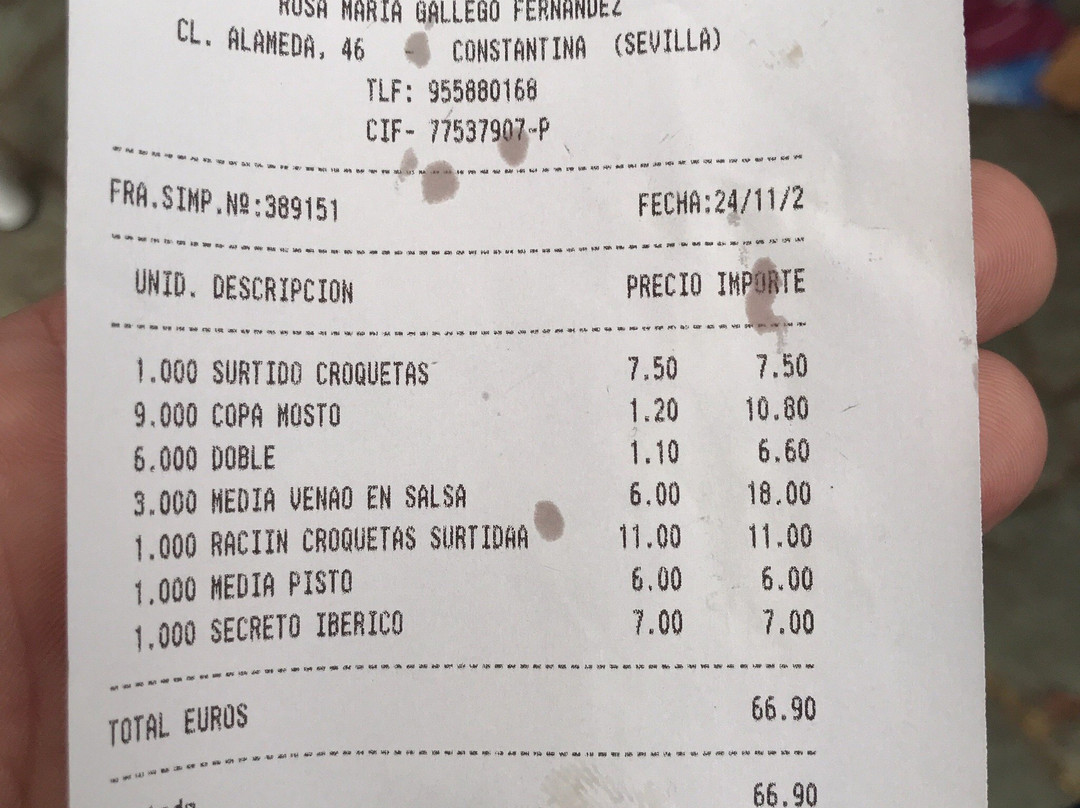 ROSA MARIA GALLEGO FERNANDEZ
CL. ALAMEDA, 46 - CONSTANTINA (SEVILLA)
TLF: 955880168
CIF- 77537907-P
FRA.SIMP.Nº:389151 FECHA:24/11/2
UNID. DESCRIPCION PRECIO IMPORTE
1.000 SURTIDO CROQUETAS 7.50 7.50
9.000 COPA MOSTO 1.20 10.80
6.000 DOBLE 1.10 6.60
3.000 MEDIA VENAO EN SALSA 6.00 18.00
1.000 RACIIN CROQUETAS SURTIDAA 11.00 11.00
1.000 MEDIA PISTO 6.00 6.00
1.000 SECRETO IBERICO 7.00 7.00
TOTAL EUROS 66.90
66.90